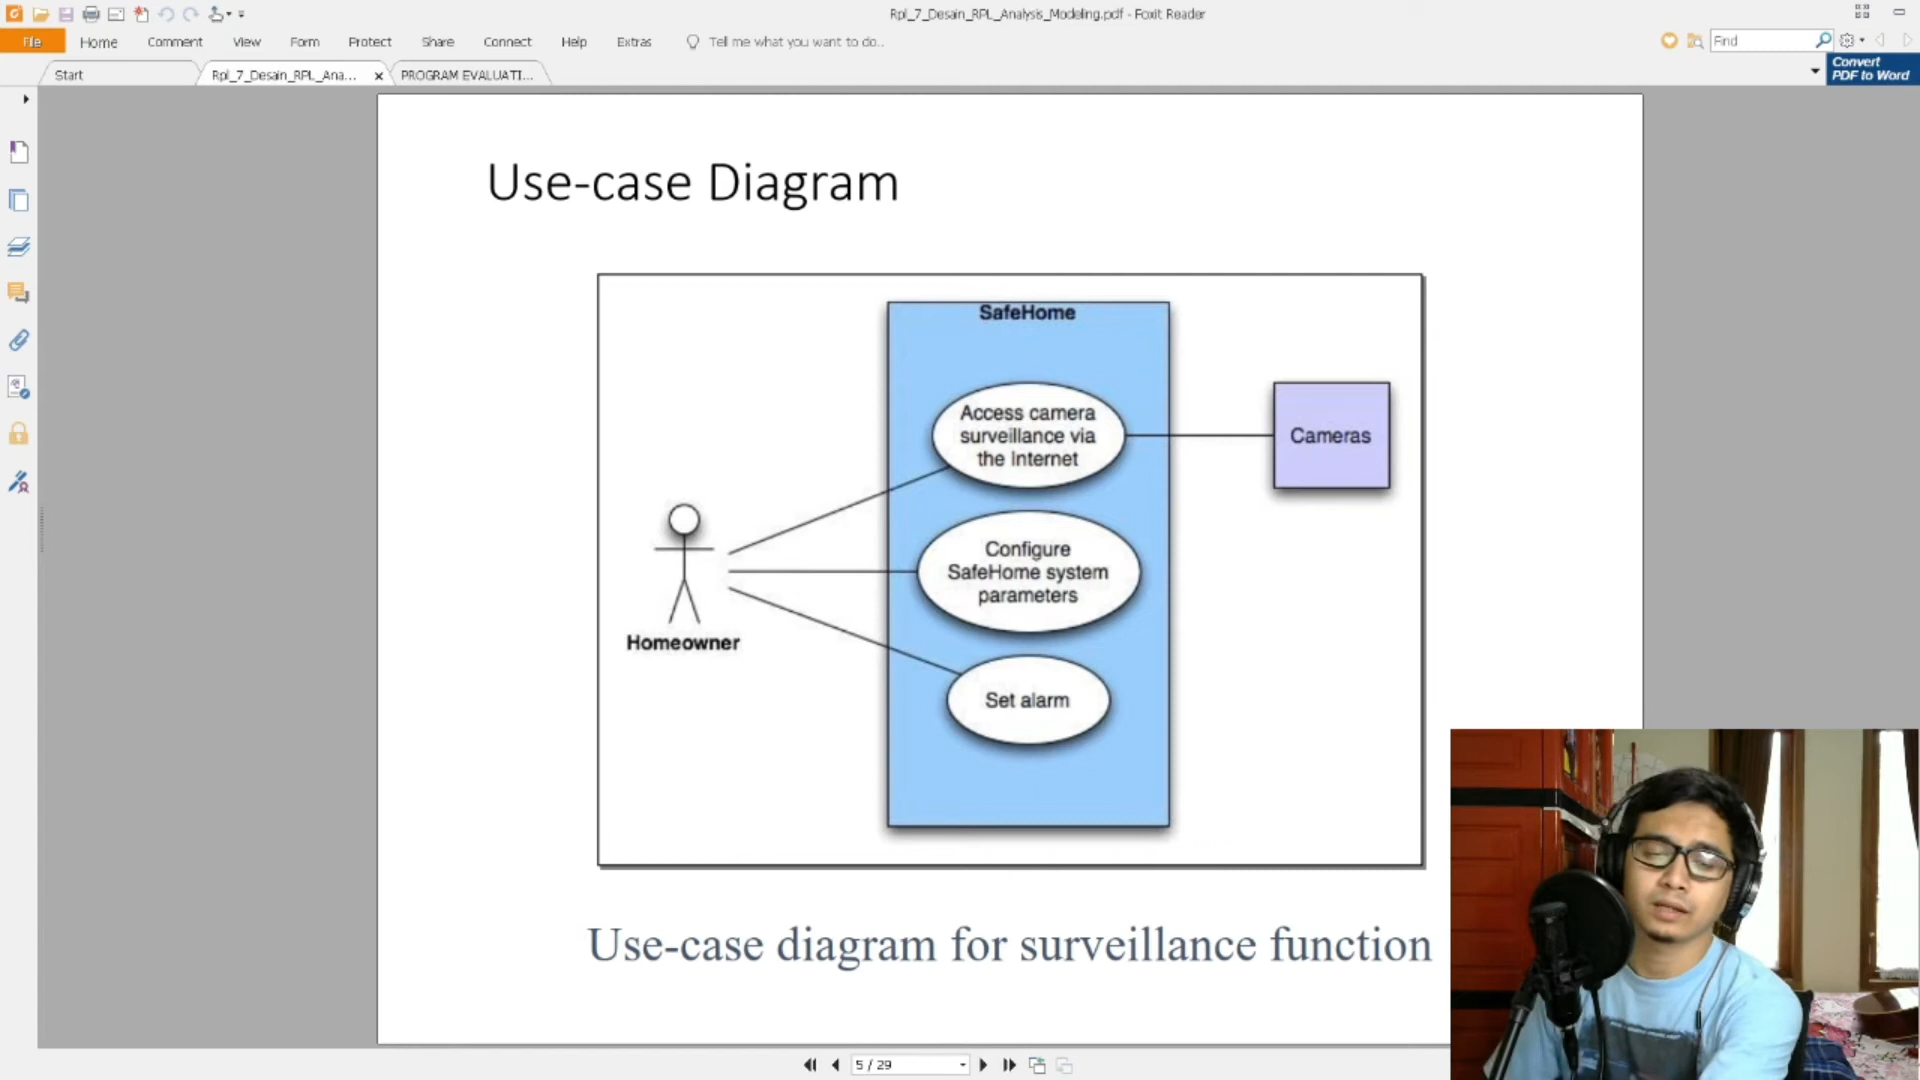 Rpl_7_Desain_RPL_Analysis_Modeling.pdf - Foxit Reader
File Home Comment View Form Protect Share Connect Help Extras Tell me what you want to do.. Find
Start Rpl_7_Desain_RPL_Ana... PROGRAM EVALUATI...
Convert
PDF to Word
Use-case Diagram
SafeHome
Access camera
surveillance via
the Internet
Cameras
Configure
SafeHome system
parameters
Homeowner
Set alarm
Use-case diagram for surveillance function
5 / 29